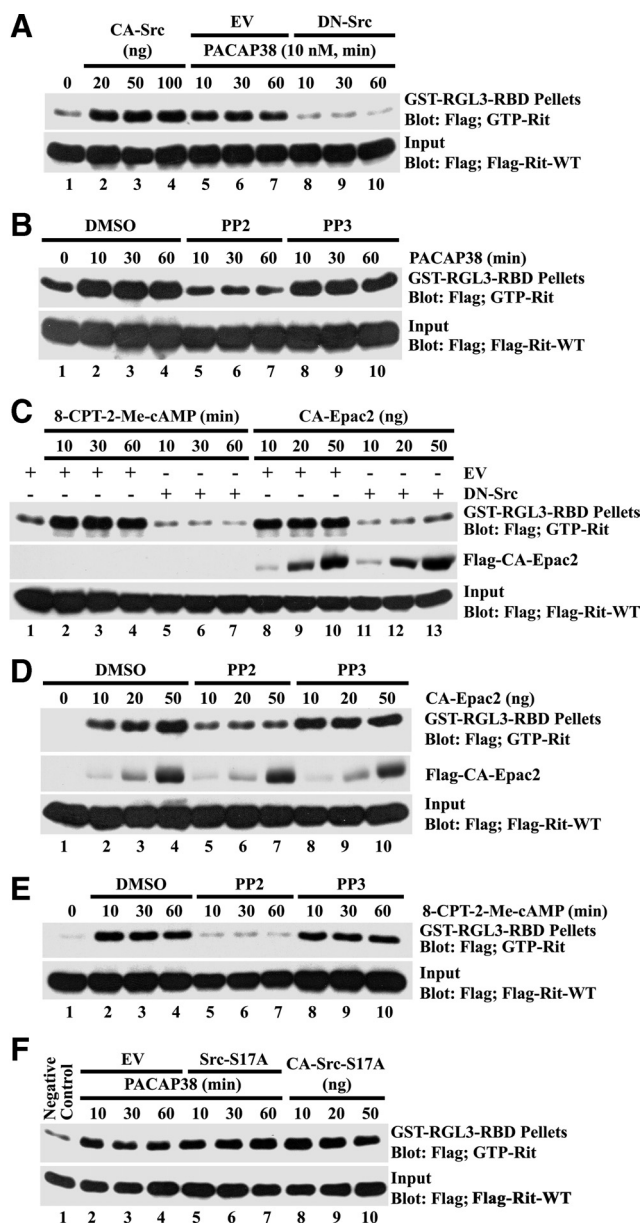 A
CA-Src EV DN-Src
(ng) PACAP38 (10 nM, min)
0 20 50 100 10 30 60 10 30 60
GST-RGL3-RBD Pellets
Blot: Flag; GTP-Rit
Input
Blot: Flag; Flag-Rit-WT
1 2 3 4 5 6 7 8 9 10
B
DMSO PP2 PP3
0 10 30 60 10 30 60 10 30 60 PACAP38 (min)
GST-RGL3-RBD Pellets
Blot: Flag; GTP-Rit
Input
Blot: Flag; Flag-Rit-WT
1 2 3 4 5 6 7 8 9 10
C
8-CPT-2-Me-cAMP (min) CA-Epac2 (ng)
10 30 60 10 30 60 10 20 50 10 20 50
+ + + + - - - + + + - - - EV
- - - - + + + - - - + + + DN-Src
GST-RGL3-RBD Pellets
Blot: Flag; GTP-Rit
Flag-CA-Epac2
Input
Blot: Flag; Flag-Rit-WT
1 2 3 4 5 6 7 8 9 10 11 12 13
D
DMSO PP2 PP3
0 10 20 50 10 20 50 10 20 50 CA-Epac2 (ng)
GST-RGL3-RBD Pellets
Blot: Flag; GTP-Rit
Flag-CA-Epac2
Input
Blot: Flag; Flag-Rit-WT
1 2 3 4 5 6 7 8 9 10
E
DMSO PP2 PP3
0 10 30 60 10 30 60 10 30 60 8-CPT-2-Me-cAMP (min)
GST-RGL3-RBD Pellets
Blot: Flag; GTP-Rit
Input
Blot: Flag; Flag-Rit-WT
1 2 3 4 5 6 7 8 9 10
F
Negative
Control
EV Src-S17A CA-Src-S17A
PACAP38 (min) (ng)
10 30 60 10 30 60 10 20 50
GST-RGL3-RBD Pellets
Blot: Flag; GTP-Rit
Input
Blot: Flag; Flag-Rit-WT
1 2 3 4 5 6 7 8 9 10